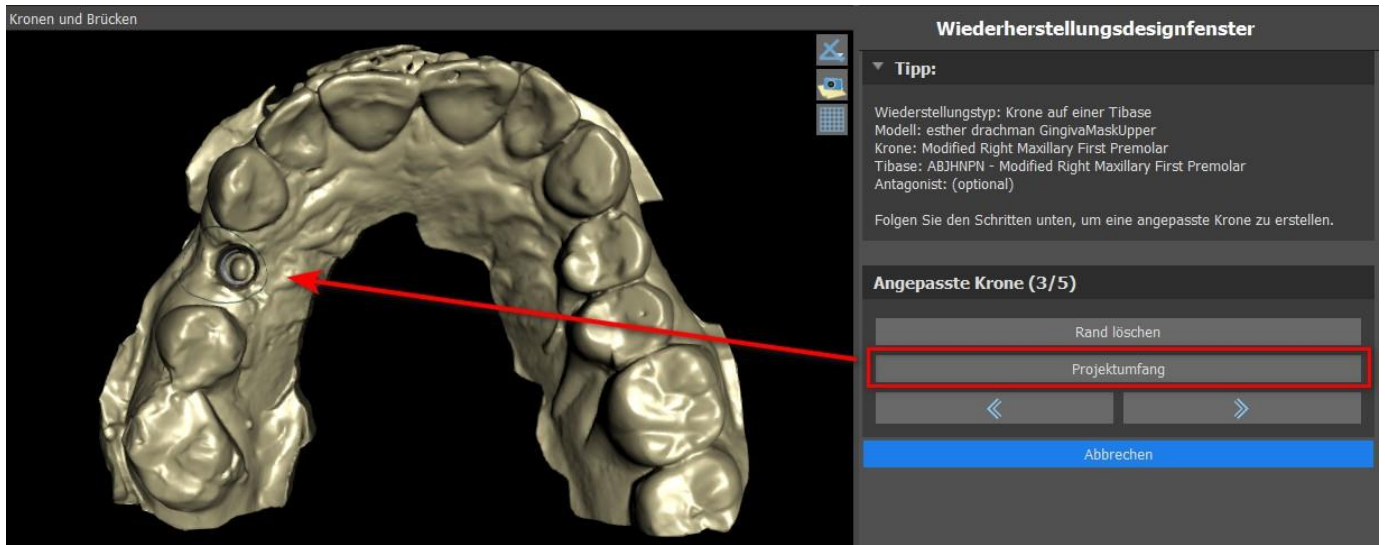 Kronen und Brücken
Wiederherstellungsdesignfenster
Tipp:
Wiederstellungstyp: Krone auf einer Tibase
Modell: esther drachman GingivaMaskUpper
Krone: Modified Right Maxillary First Premolar
Tibase: ABJHNPN - Modified Right Maxillary First Premolar
Antagonist: (optional)
Folgen Sie den Schritten unten, um eine angepasste Krone zu erstellen.
Angepasste Krone (3/5)
Rand löschen
Projektumfang
Abbrechen